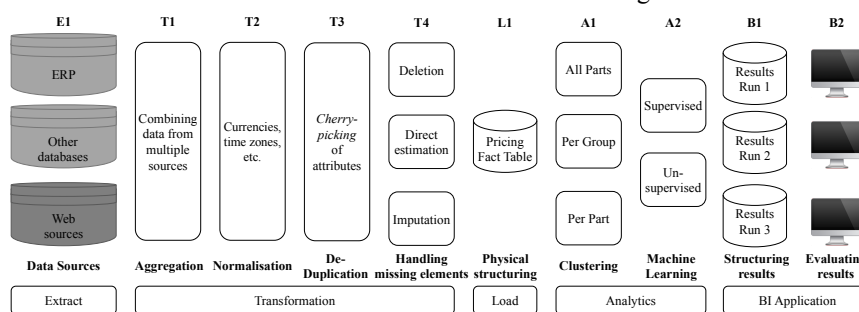 E1 T1 T2 T3 T4 L1 A1 A2 B1 B2
ERP
Other
databases
Web
sources
Combining
data from
multiple
sources
Currencies,
time zones,
etc.
Cherry-
picking
of
attributes
Deletion
Direct
estimation
Imputation
Pricing
Fact Table
All Parts
Per Group
Per Part
Supervised
Un-
supervised
Results
Run 1
Results
Run 2
Results
Run 3
Data Sources
Aggregation
Normalisation
De-
Duplication
Handling
missing elements
Physical
structuring
Clustering
Machine
Learning
Structuring
results
Evaluating
results
Extract
Transformation
Load
Analytics
BI Application